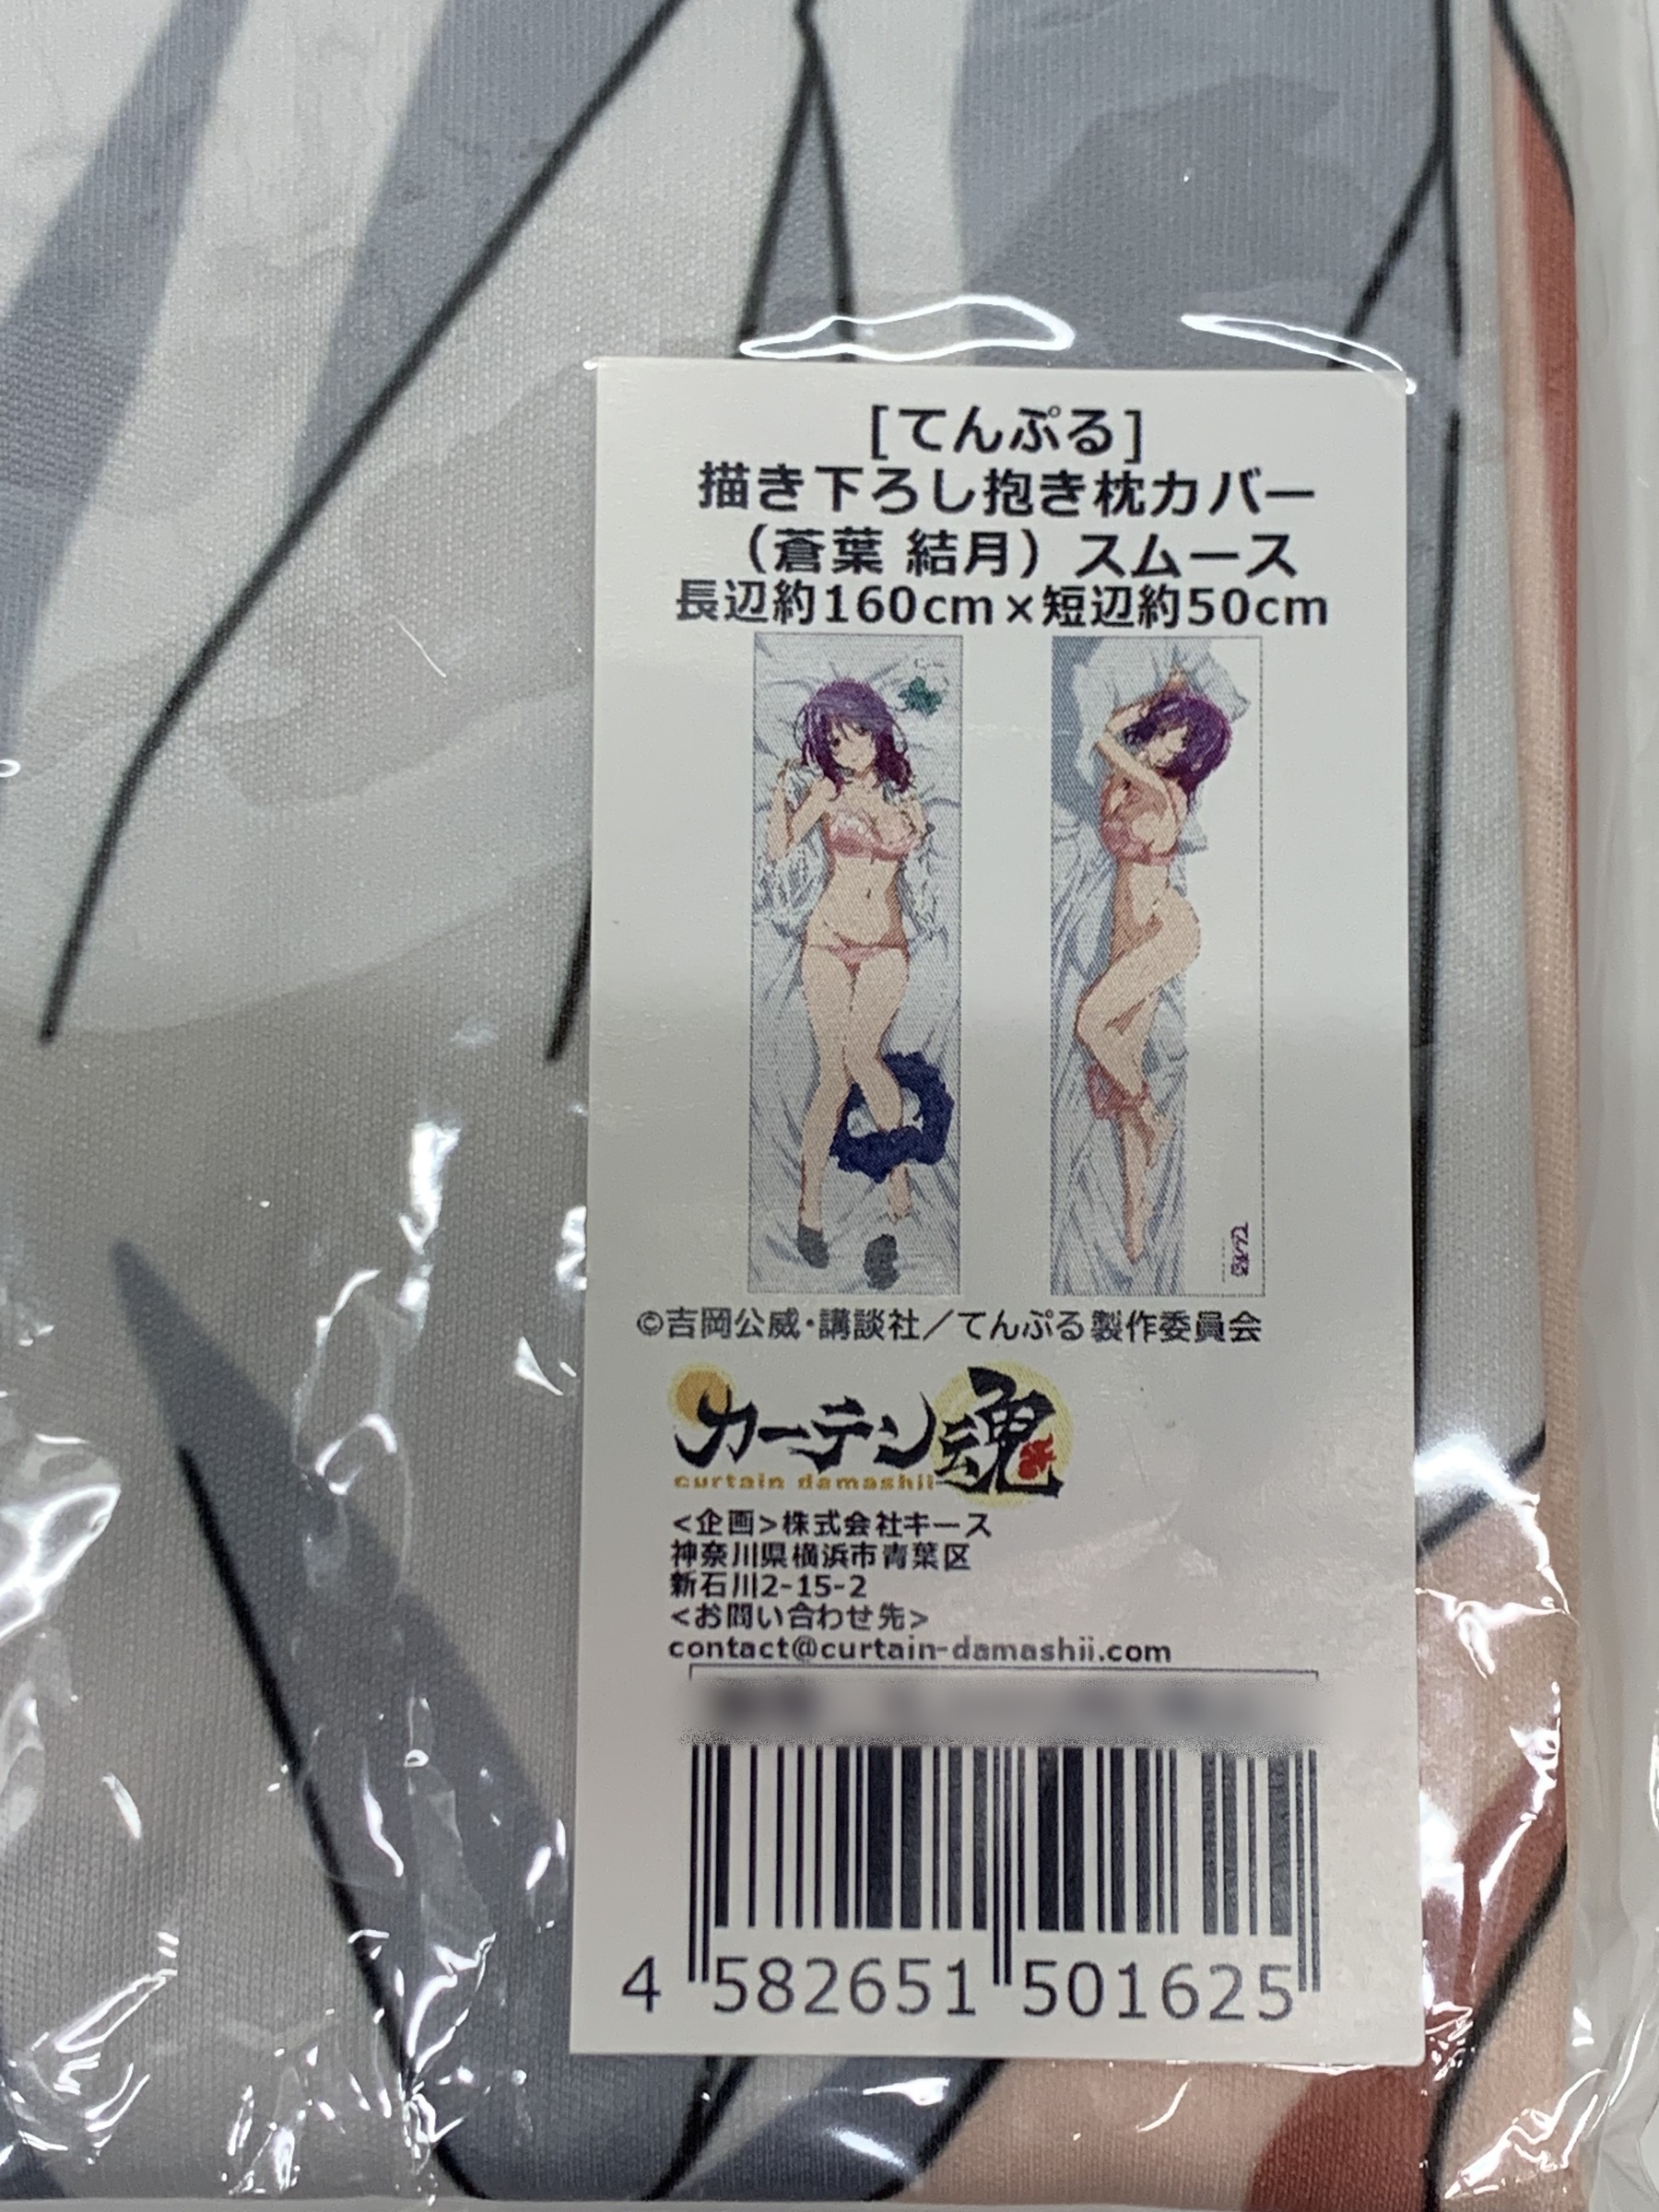 [てんぷる]
描き下ろし抱き枕カバー
（蒼葉 結月）スムース
長辺約160cm×短辺約50cm
てんぷる
©吉岡公威・講談社／てんぷる製作委員会
カーテン魂
curtain damashii
<企画>株式会社キース
神奈川県横浜市青葉区
新石川2-15-2
<お問い合わせ先>
contact@curtain-damashii.com
4 582651 501625